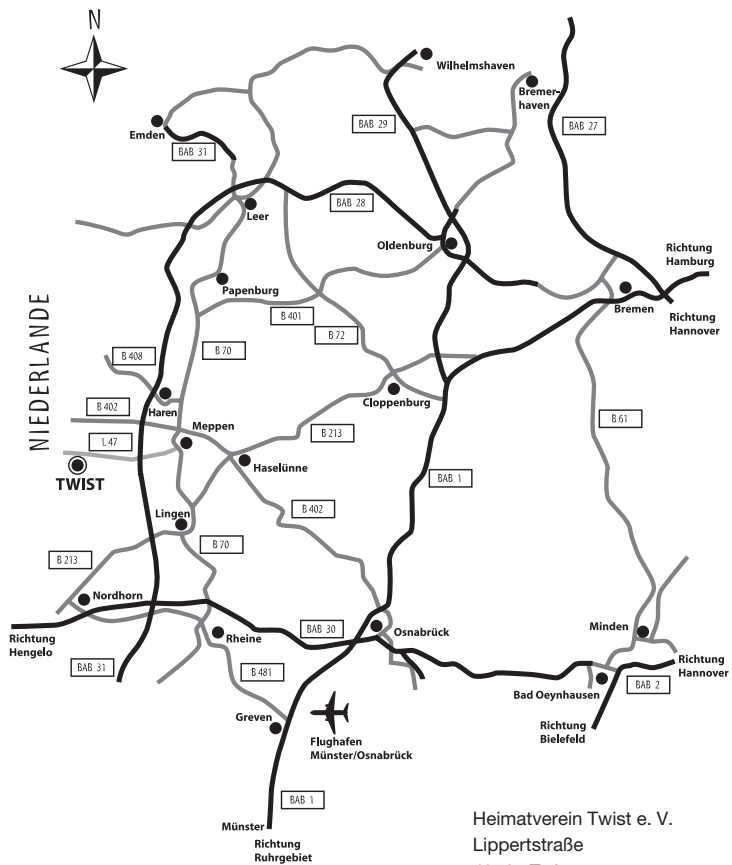 N
Wilhelmshaven
Bremer-
haven
Emden
BAB 31
BAB 29
BAB 27
BAB 28
Leer
Oldenburg
Richtung
Hamburg
Papenburg
Bremen
Richtung
Hannover
B 401
B 72
NIEDERLANDE
B 70
B 408
Haren
Cloppenburg
B 402
B 213
B 61
L 47
Meppen
Haselünne
TWIST
BAB 1
Lingen
B 402
B 213
B 70
Nordhorn
Richtung
Hengelo
Rheine
BAB 30
Osnabrück
Minden
BAB 31
B 481
Bad Oeynhausen
BAB 2
Richtung
Hannover
Greven
Flughafen
Münster/Osnabrück
Richtung
Bielefeld
BAB 1
Münster
Richtung
Ruhrgebiet
Heimatverein Twist e. V.
Lippertstraße